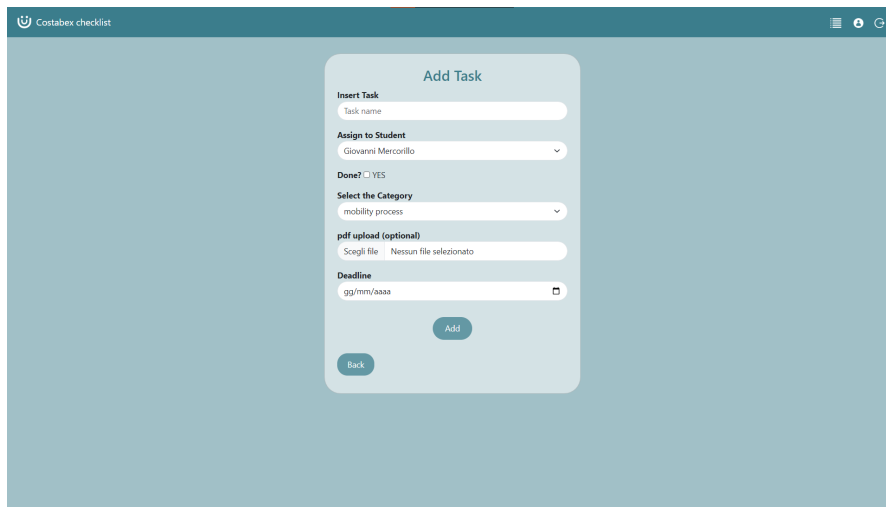 Costabex checklist
Add Task
Insert Task
Task name
Assign to Student
Giovanni Mercorillo
Done? YES
Select the Category
mobility process
pdf upload (optional)
Scegli file Nessun file selezionato
Deadline
gg/mm/aaaa
Add
Back